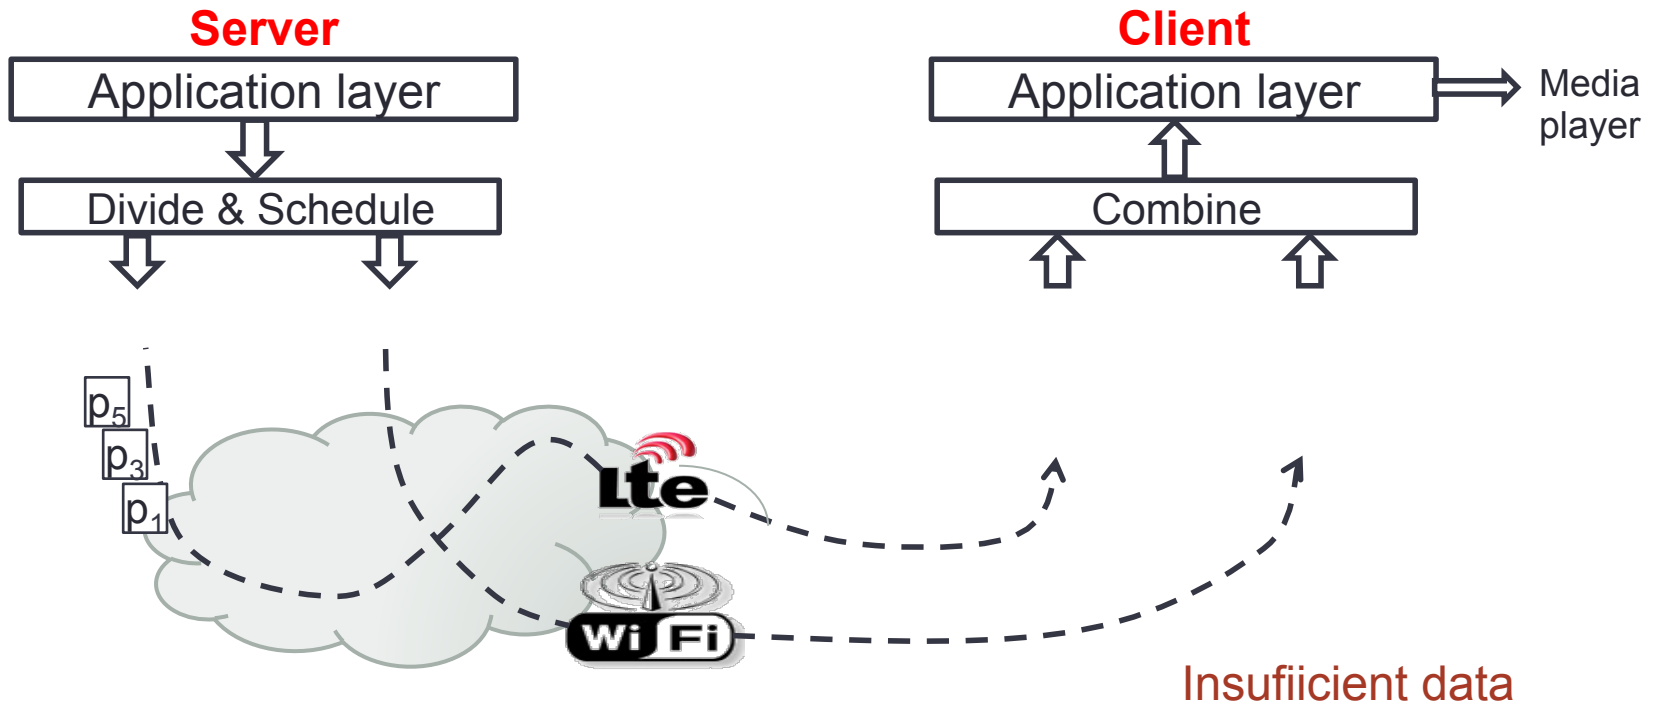 Server
Client
Application layer
Application layer
Media
player
Divide & Schedule
Combine
p5
p3
p1
Lte
Wi Fi
Insufiicient data